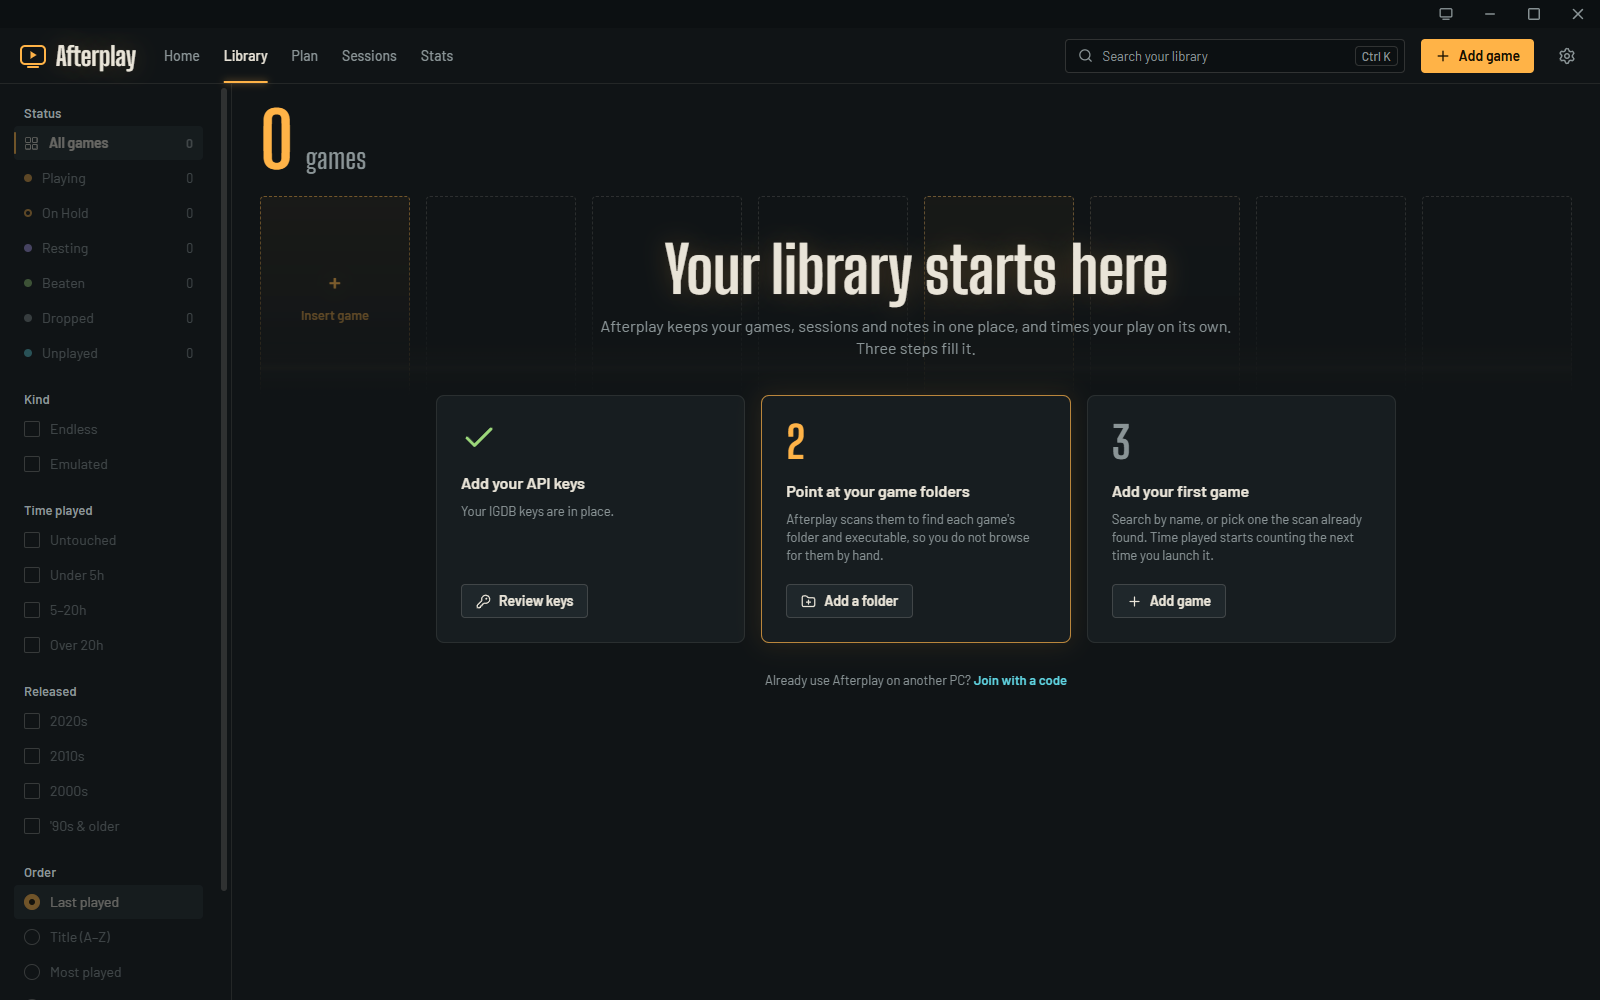 Afterplay
Home
Library
Plan
Sessions
Stats
Search your library
Ctrl K
Add game
Status
All games 0
Playing 0
On Hold 0
Resting 0
Beaten 0
Dropped 0
Unplayed 0
Kind
Endless
Emulated
Time played
Untouched
Under 5h
5–20h
Over 20h
Released
2020s
2010s
2000s
'90s & older
Order
Last played
Title (A–Z)
Most played
0 games
Insert game
Your library starts here
Afterplay keeps your games, sessions and notes in one place, and times your play on its own.
Three steps fill it.
Add your API keys
Your IGDB keys are in place.
Review keys
2
Point at your game folders
Afterplay scans them to find each game's
folder and executable, so you do not browse
for them by hand.
Add a folder
3
Add your first game
Search by name, or pick one the scan already
found. Time played starts counting the next
time you launch it.
Add game
Already use Afterplay on another PC? Join with a code